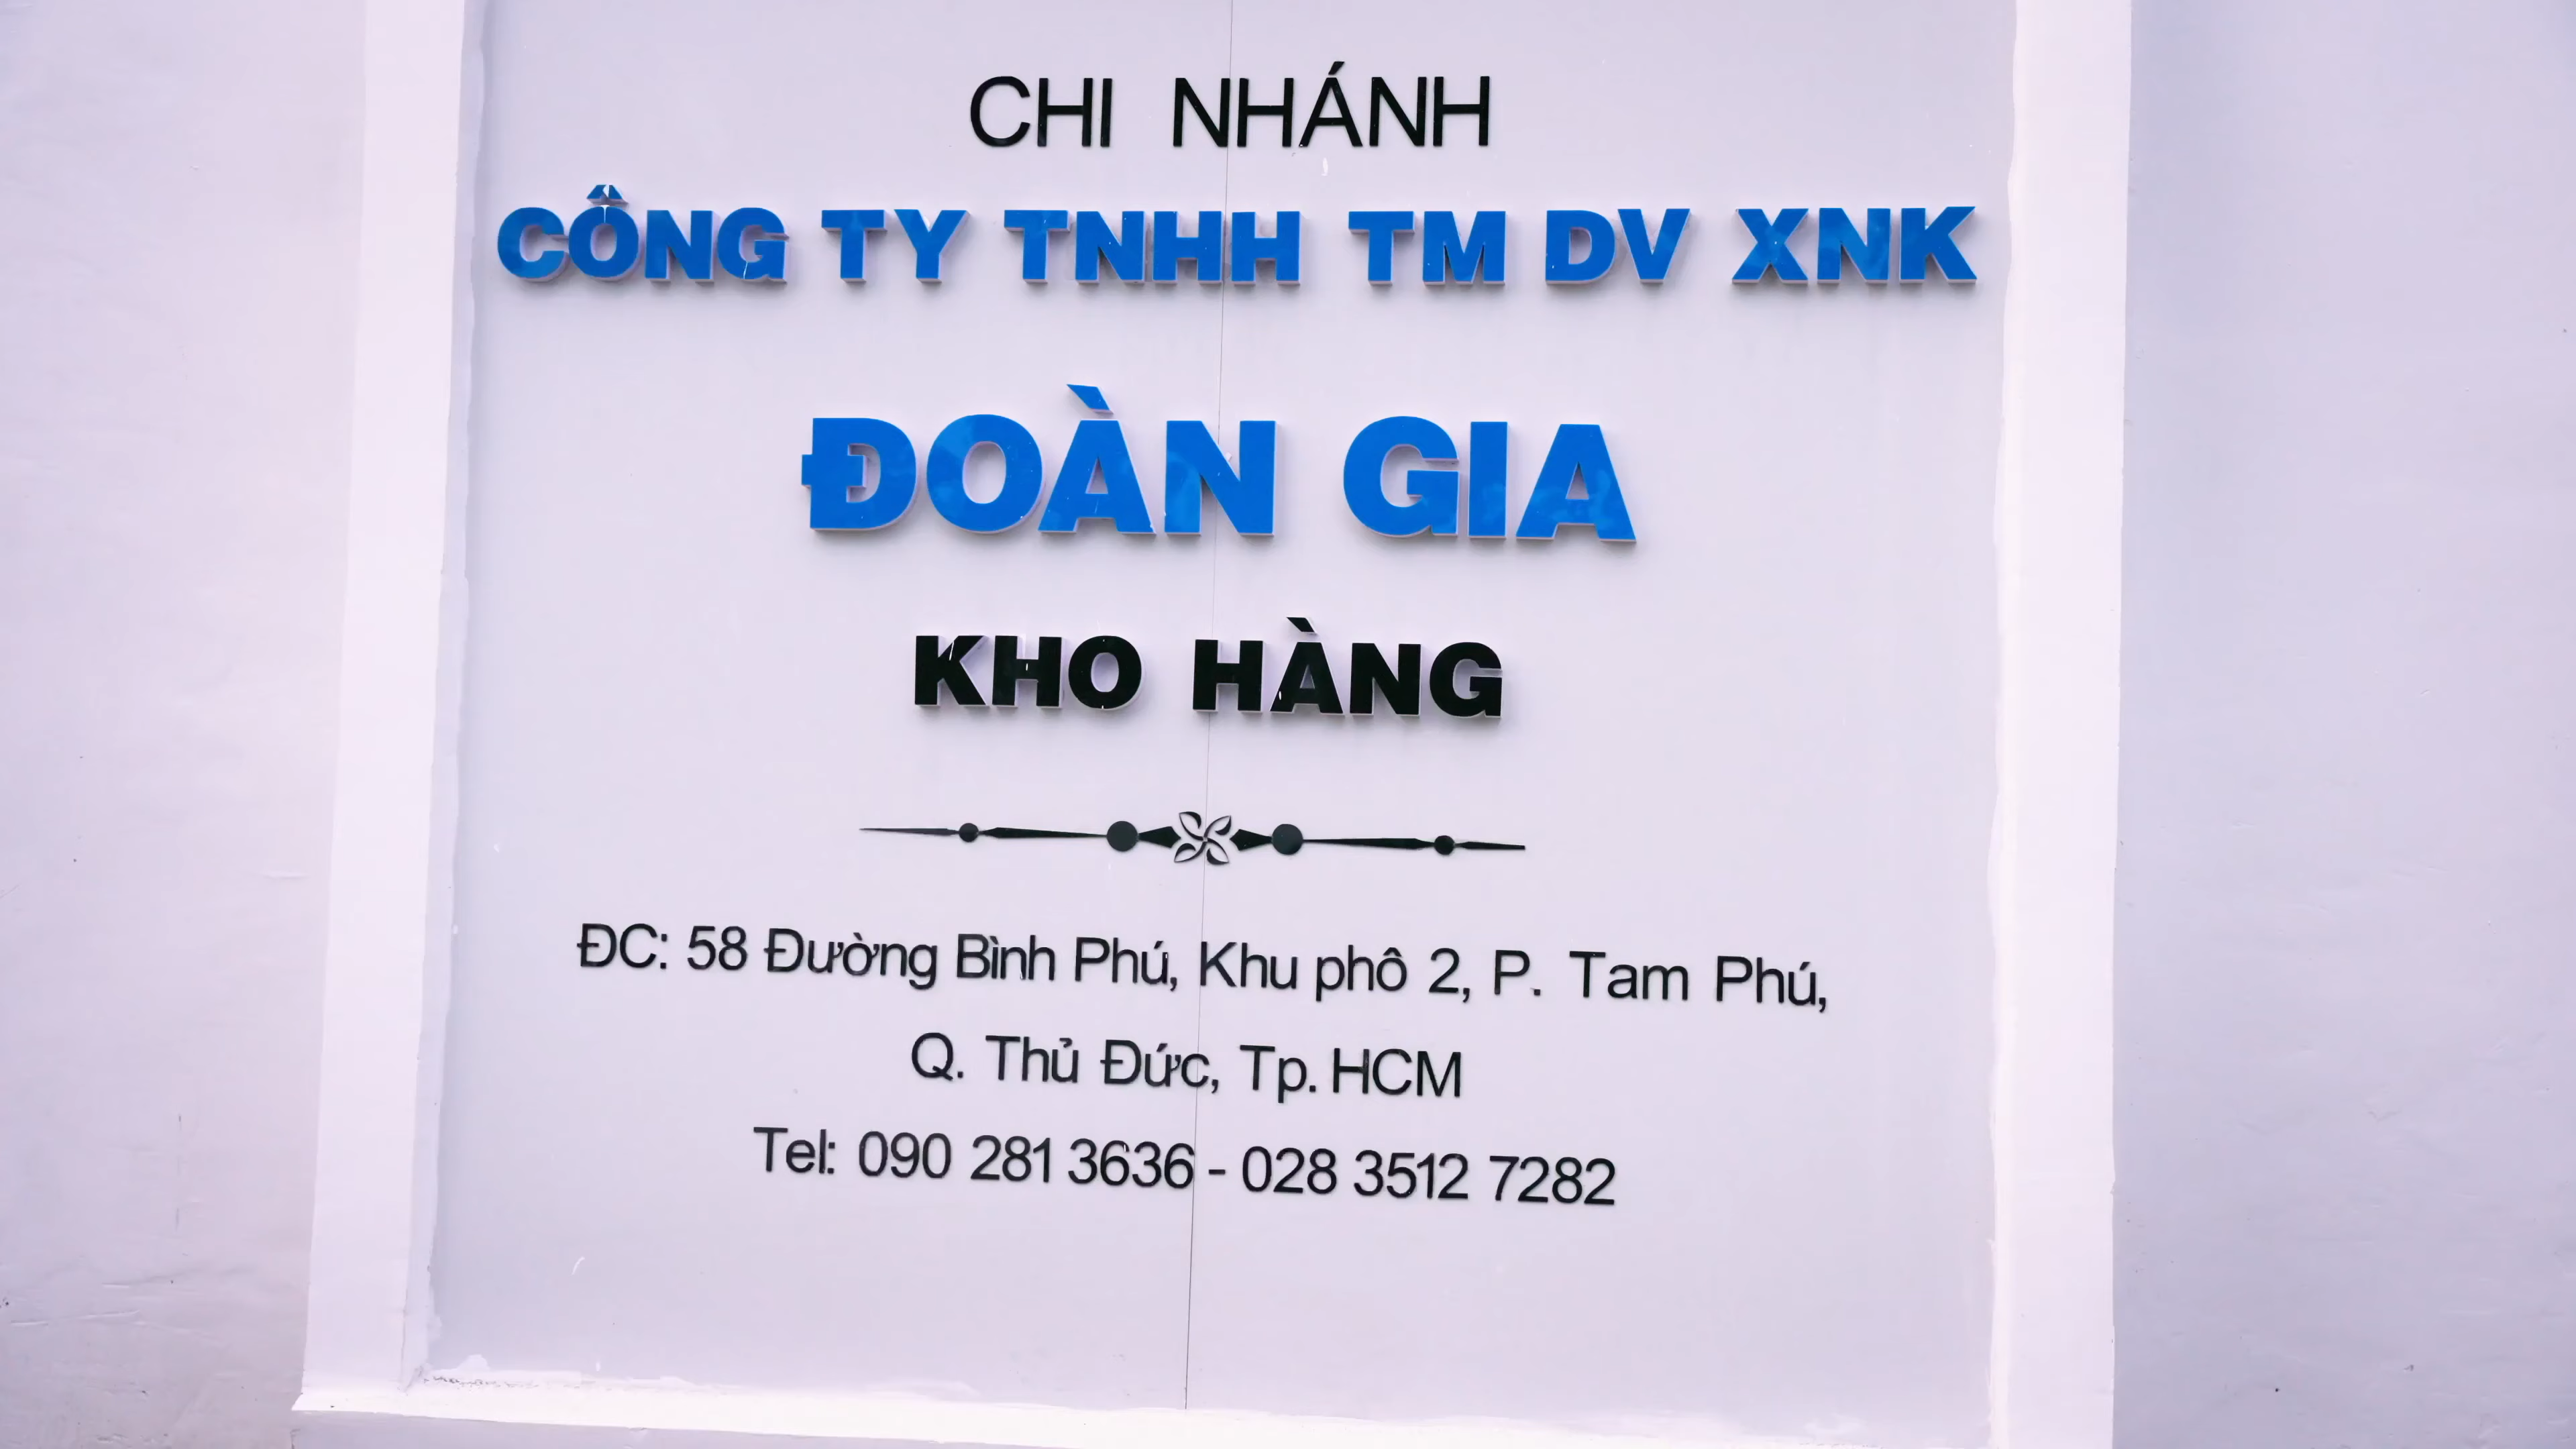 CHI NHÁNH
CÔNG TY TNHH TM DV XNK
ĐOÀN GIA
KHO HÀNG
ĐC: 58 Đường Bình Phú, Khu phô 2, P. Tam Phú,
Q. Thủ Đức, Tp. HCM
Tel: 090 281 3636 - 028 3512 7282